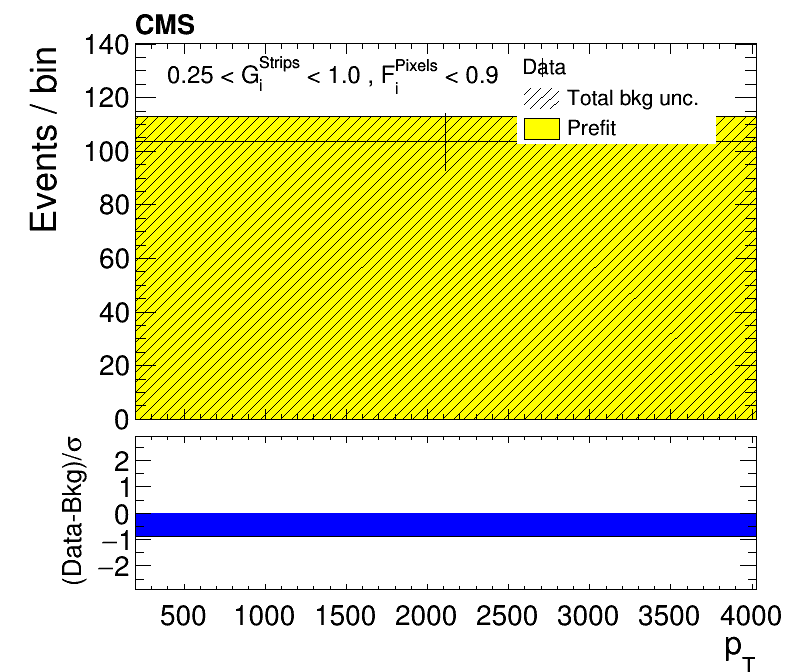 CMS
140
120
100
80
60
40
20
0
Events / bin
0.25 < G_i^Strips < 1.0 , F_i^Pixels < 0.9
Data
Total bkg unc.
Prefit
(Data-Bkg)/σ
2
1
0
−1
−2
500 1000 1500 2000 2500 3000 3500 4000
p_T